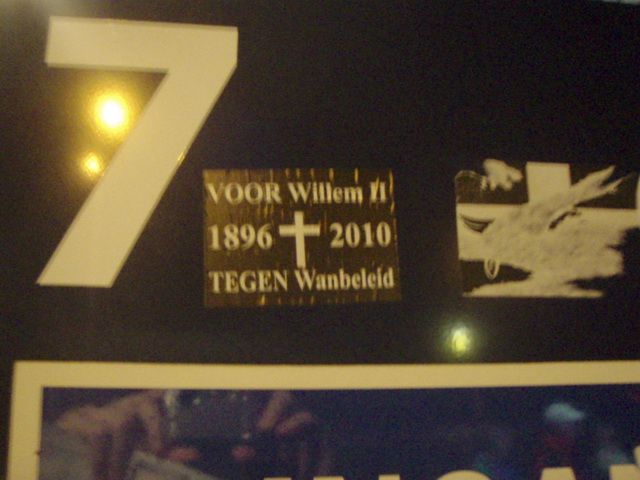 7
VOOR Willem II
1896 2010
TEGEN Wanbeleid